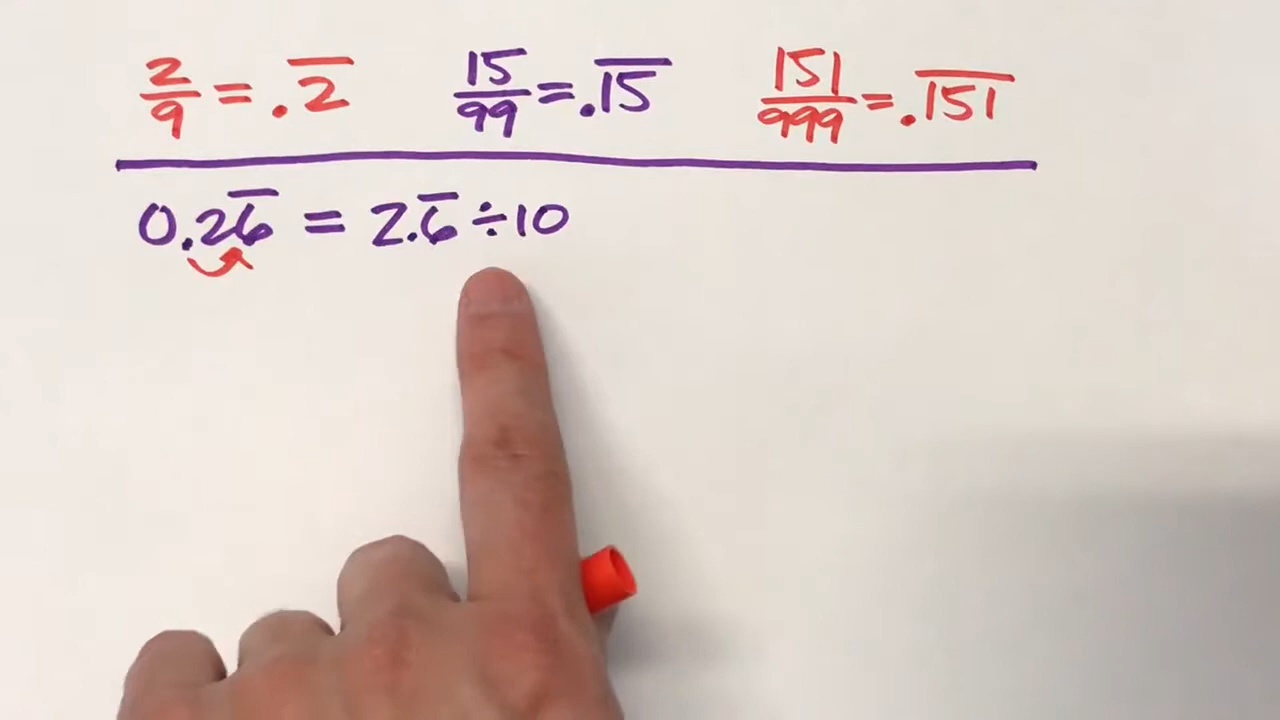 2/9 = .2̅ 15/99 = .1̅5̅ 151/999 = .1̅5̅1̅
0.26̅ = 2.6̅ ÷ 10